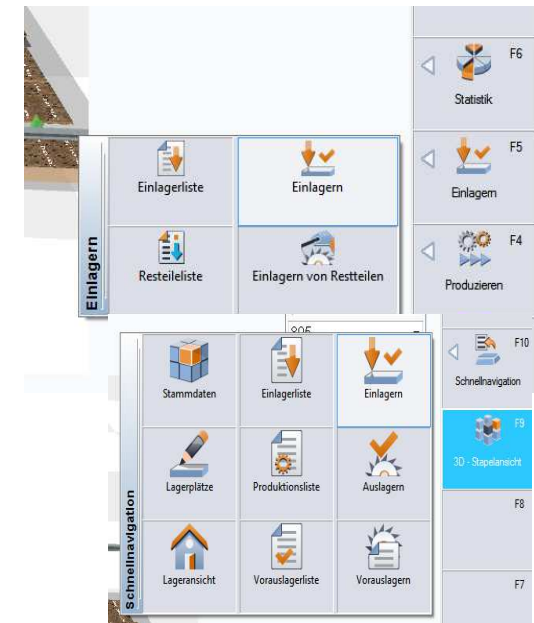 F6
Statistik
F5
Einlagern
F4
Produzieren
Einlagern
Einlagerliste
Einlagern
Resteileliste
Einlagern von Restteilen
F10
Schnellnavigation
F9
3D - Stapelansicht
F8
F7
Schnellnavigation
Stammdaten
Einlagerliste
Einlagern
Lagerplätze
Produktionsliste
Auslagern
Lageransicht
Vorauslagerliste
Vorauslagern